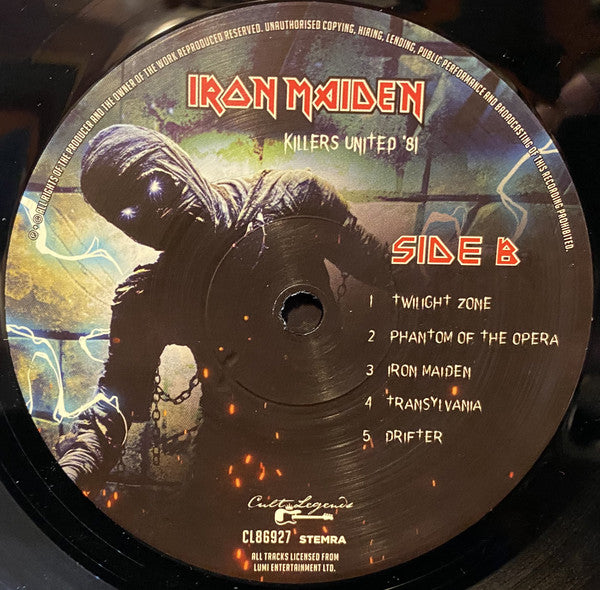 ℗ © ALL RIGHTS OF THE PRODUCER AND THE OWNER OF THE WORK REPRODUCED RESERVED. UNAUTHORISED COPYING, HIRING, LENDING, PUBLIC PERFORMANCE AND BROADCASTING OF THIS RECORDING PROHIBITED.
IRON MAIDEN
KILLERS UNITED '81
SIDE B
1 TWILIGHT ZONE
2 PHANTOM OF THE OPERA
3 IRON MAIDEN
4 TRANSYLVANIA
5 DRIFTER
Cult Legends
CL86927 STEMRA
ALL TRACKS LICENSED FROM
LUMI ENTERTAINMENT LTD.